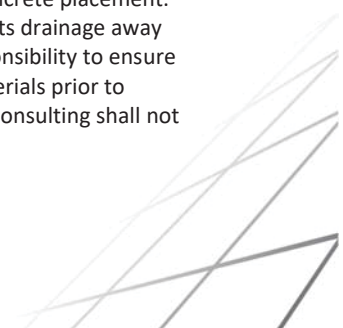 ncrete placement.
ts drainage away
onsibility to ensure
erials prior to
onsulting shall not